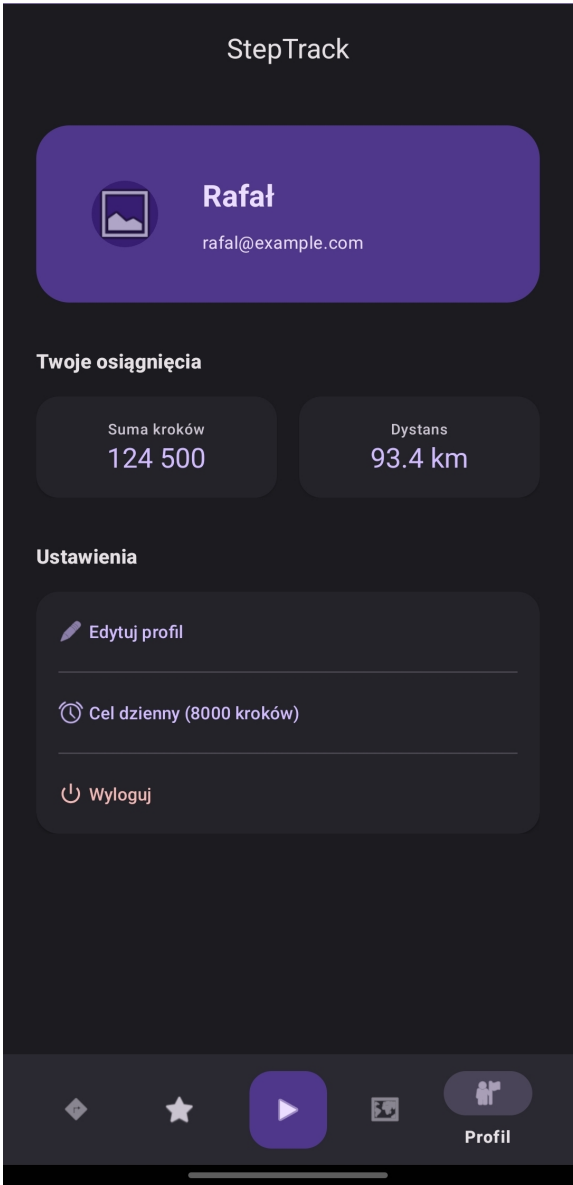 StepTrack
Rafał
rafal@example.com
Twoje osiągnięcia
Suma kroków
124 500
Dystans
93.4 km
Ustawienia
Edytuj profil
Cel dzienny (8000 kroków)
Wyloguj
Profil